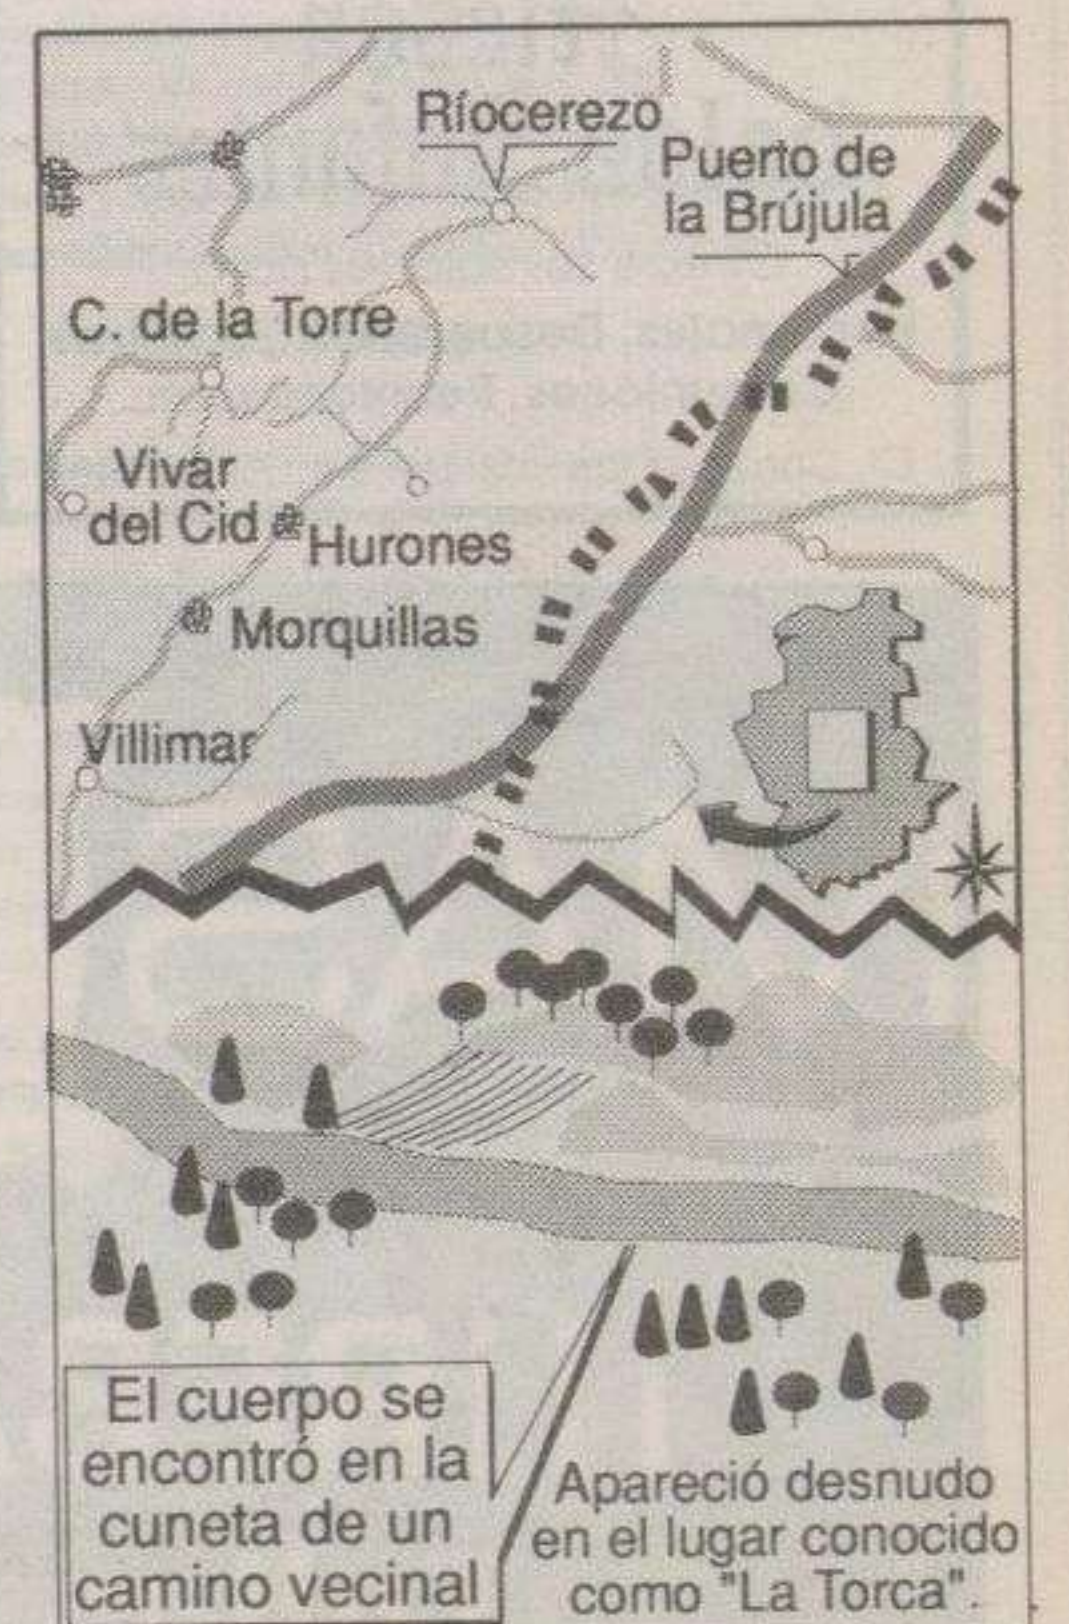 Ríocerezo
Puerto de
la Brújula
C. de la Torre
Vivar
del Cid
Hurones
Morquillas
Villimar
El cuerpo se
encontró en la
cuneta de un
camino vecinal
Apareció desnudo
en el lugar conocido
como "La Torca".